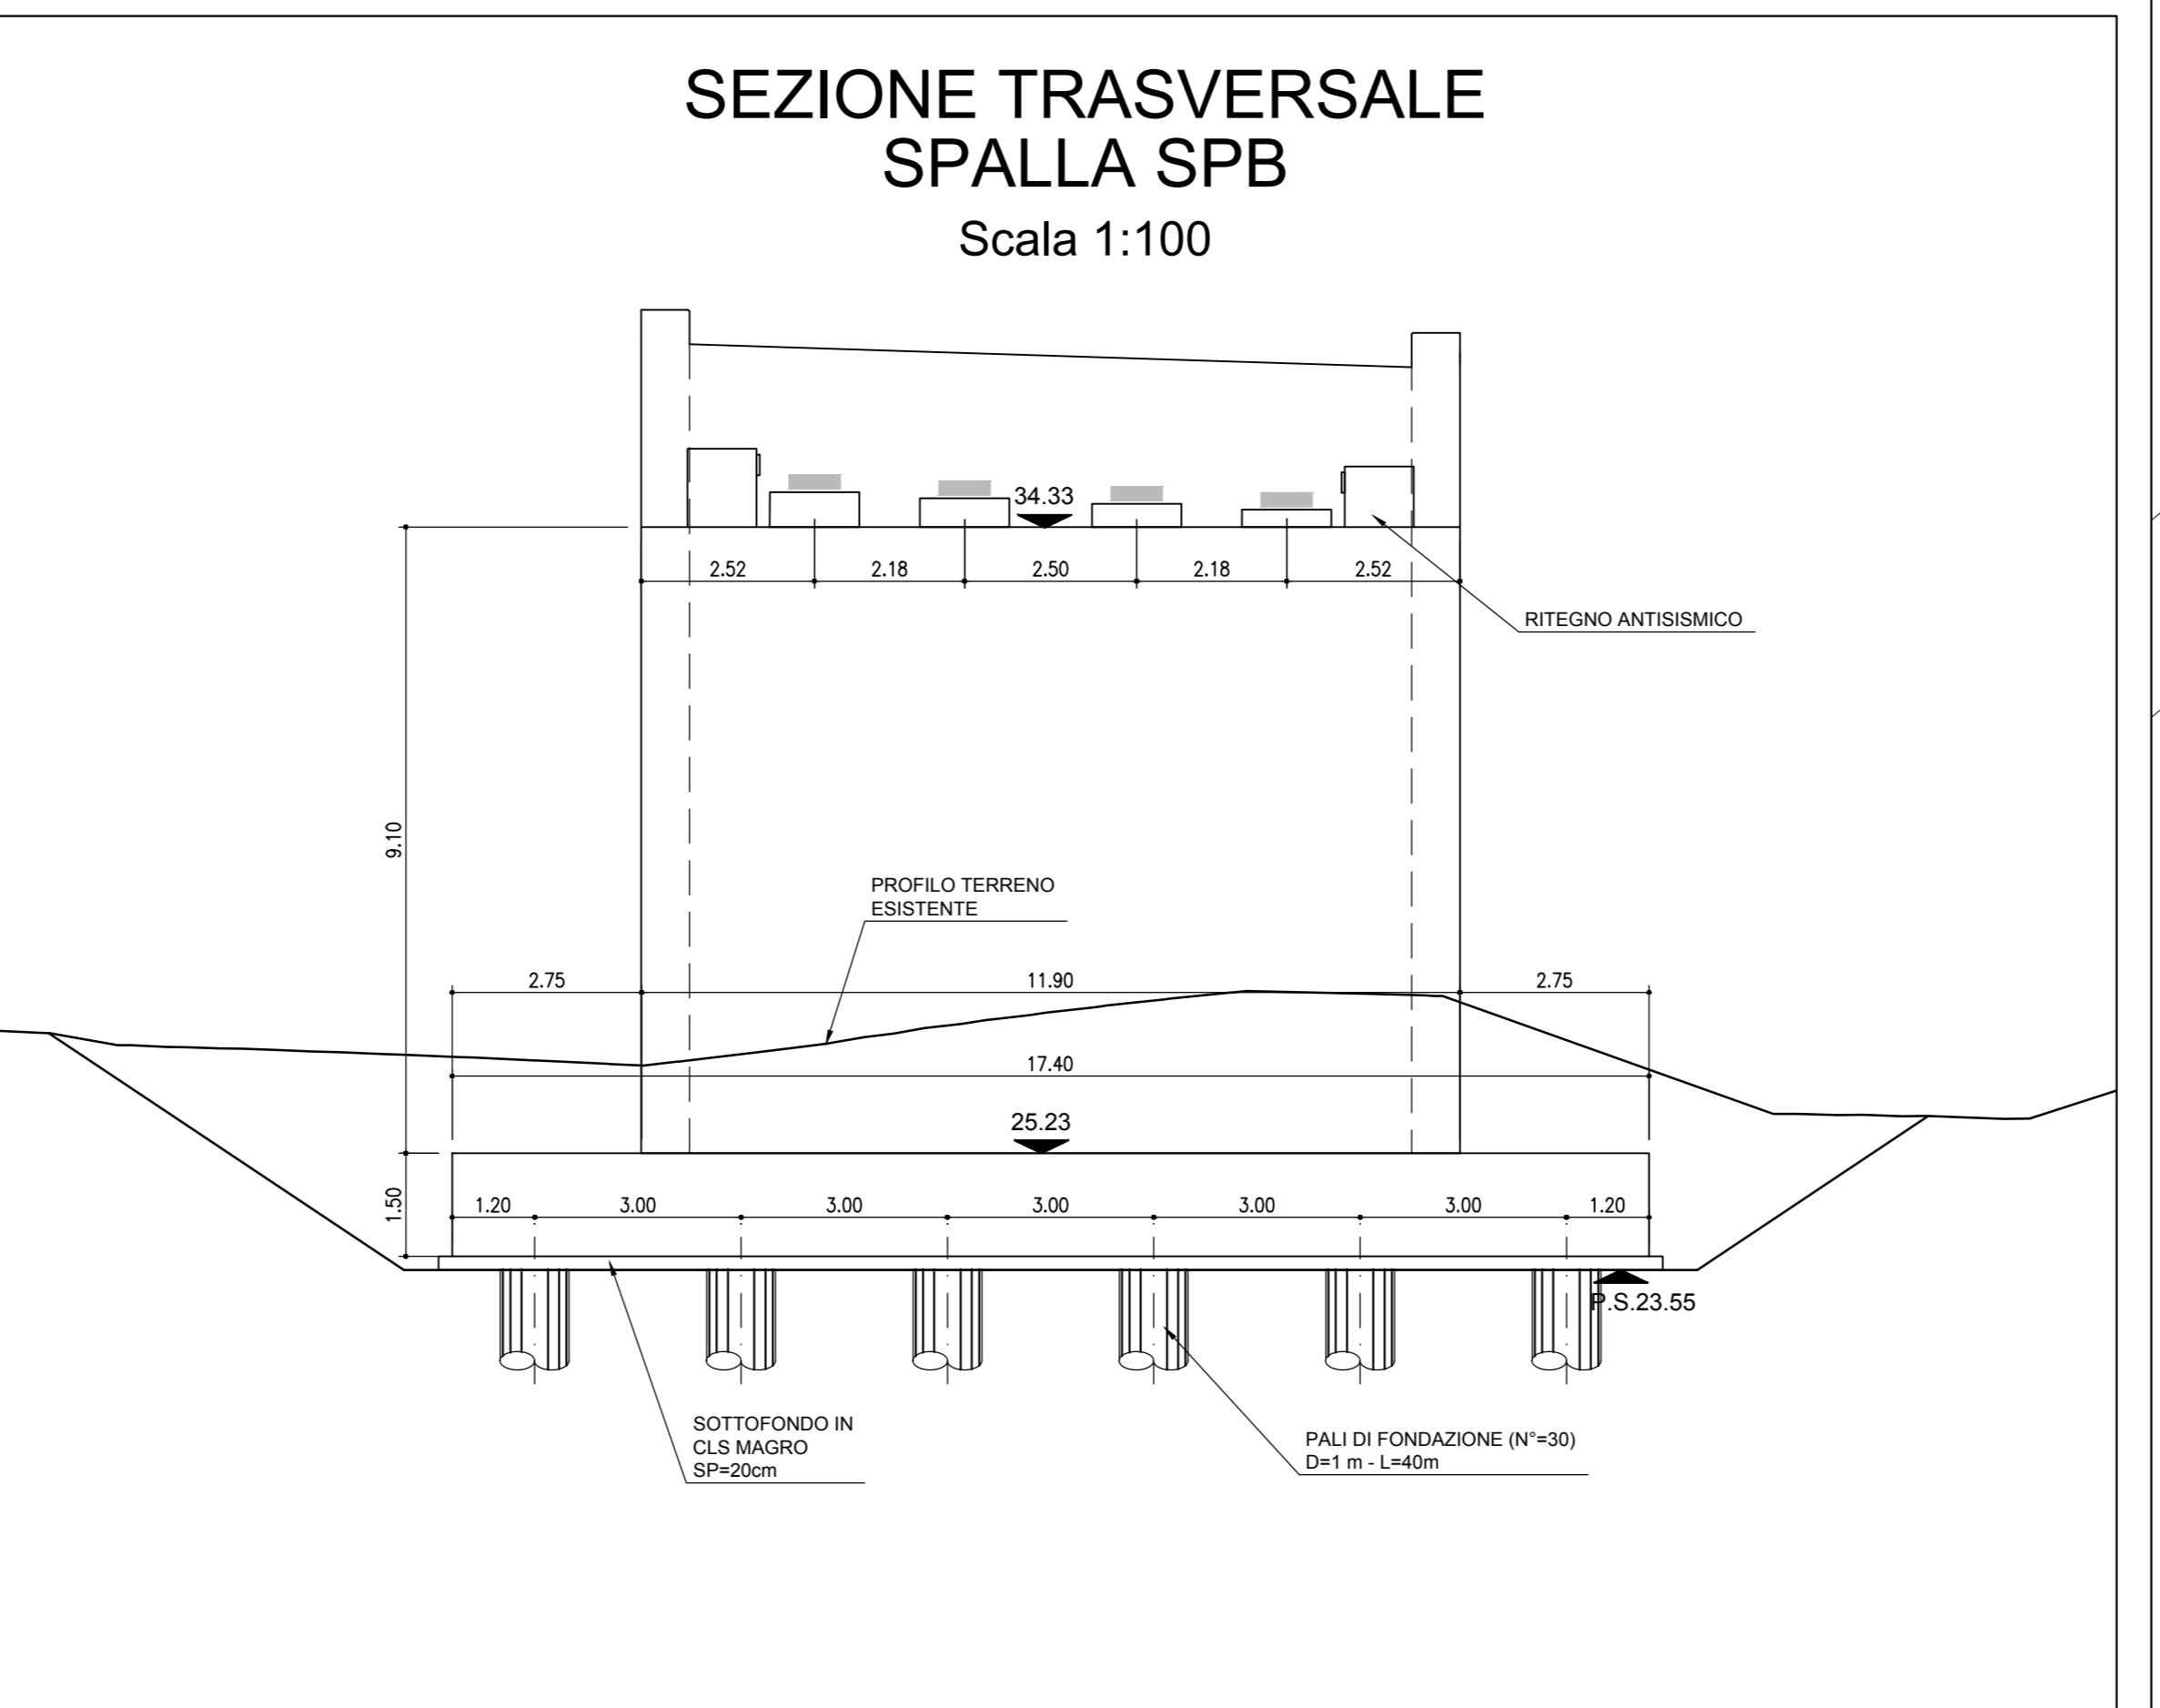 SEZIONE TRASVERSALE
SPALLA SPB
Scala 1:100
34.33
2.52 2.18 2.50 2.18 2.52
RITEGNO ANTISISMICO
9.10
PROFILO TERRENO
ESISTENTE
2.75 11.90 2.75
17.40
25.23
1.50
1.20 3.00 3.00 3.00 3.00 3.00 1.20
P.S.23.55
SOTTOFONDO IN
CLS MAGRO
SP=20cm
PALI DI FONDAZIONE (N°=30)
D=1 m - L=40m